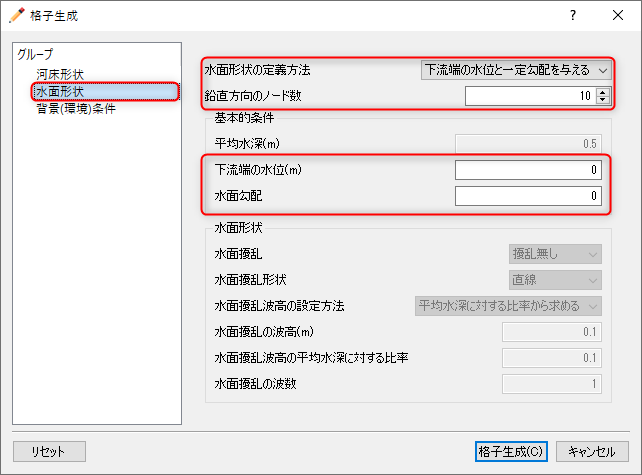 格子生成
? ×
グループ
河床形状
水面形状
背景(環境)条件
水面形状の定義方法 下流端の水位と一定勾配を与える
鉛直方向のノード数 10
基本的条件
平均水深(m) 0.5
下流端の水位(m) 0
水面勾配 0
水面形状
水面擾乱 擾乱無し
水面擾乱形状 直線
水面擾乱波高の設定方法 平均水深に対する比率から求める
水面擾乱の波高(m) 0.1
水面擾乱波高の平均水深に対する比率 0.1
水面擾乱の波数 1
リセット 格子生成(C) キャンセル